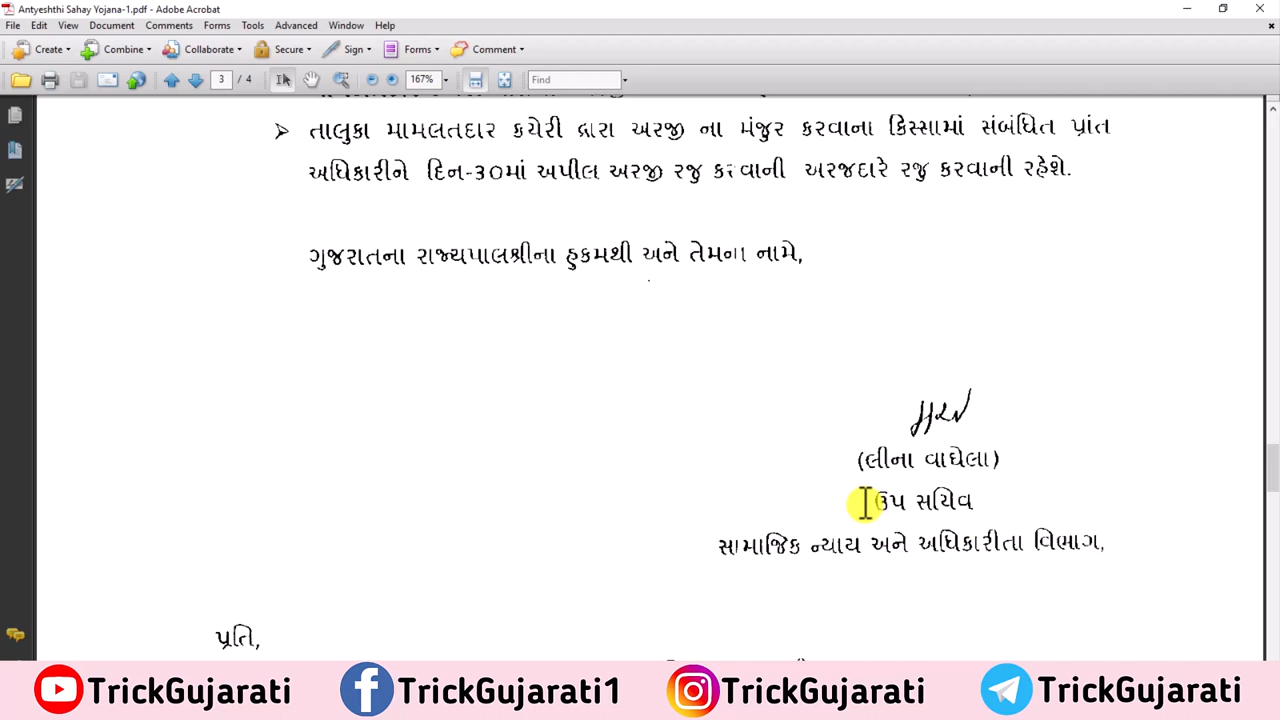 Antyeshthi Sahay Yojana-1.pdf - Adobe Acrobat
File Edit View Document Comments Forms Tools Advanced Window Help
Create Combine Collaborate Secure Sign Forms Comment
3 / 4 167% Find
➢ તાલુકા મામલતદાર કચેરી દ્વારા અરજી ના મંજુર કરવાના કિસ્સામાં સંબંધિત પ્રાંત
અધિકારીને દિન-30માં અપીલ અરજી રજુ કરવાની અરજદારે રજુ કરવાની રહેશે.
ગુજરાતના રાજ્યપાલશ્રીના હુકમથી અને તેમના નામે,
(લીના વાઘેલા)
ઉપ સચિવ
સામાજિક ન્યાય અને અધિકારીતા વિભાગ,
પ્રતિ,
TrickGujarati TrickGujarati1 TrickGujarati TrickGujarati